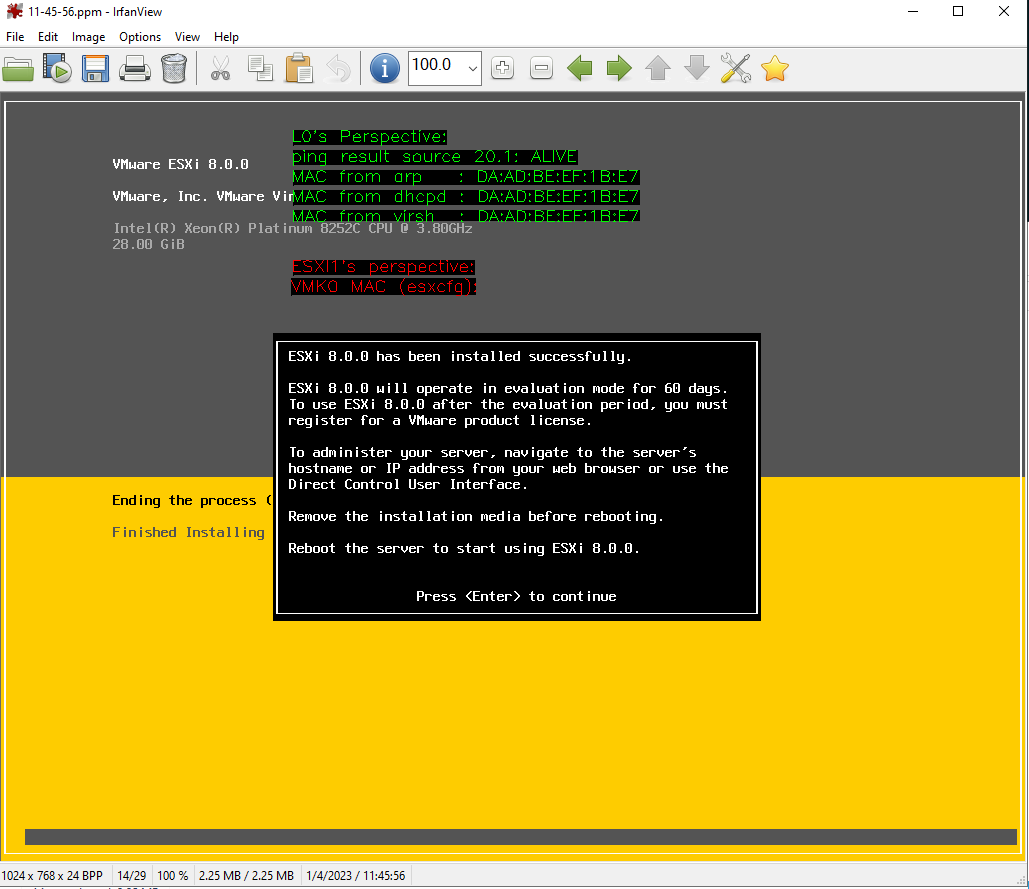 11-45-56.ppm - IrfanView
File Edit Image Options View Help
100.0
L0's Perspective:
ping result source 20.1: ALIVE
MAC from arp : DA:AD:BE:EF:1B:E7
MAC from dhcpd : DA:AD:BE:EF:1B:E7
MAC from virsh : DA:AD:BE:EF:1B:E7
VMware ESXi 8.0.0
VMware, Inc. VMware Vir
Intel(R) Xeon(R) Platinum 8252C CPU @ 3.80GHz
28.00 GiB
ESXI1's perspective:
VMK0 MAC (esxcfg):
ESXi 8.0.0 has been installed successfully.
ESXi 8.0.0 will operate in evaluation mode for 60 days.
To use ESXi 8.0.0 after the evaluation period, you must
register for a VMware product license.
To administer your server, navigate to the server's
hostname or IP address from your web browser or use the
Direct Control User Interface.
Remove the installation media before rebooting.
Reboot the server to start using ESXi 8.0.0.
Press <Enter> to continue
Ending the process (
Finished Installing
1024 x 768 x 24 BPP 14/29 100 % 2.25 MB / 2.25 MB 1/4/2023 / 11:45:56